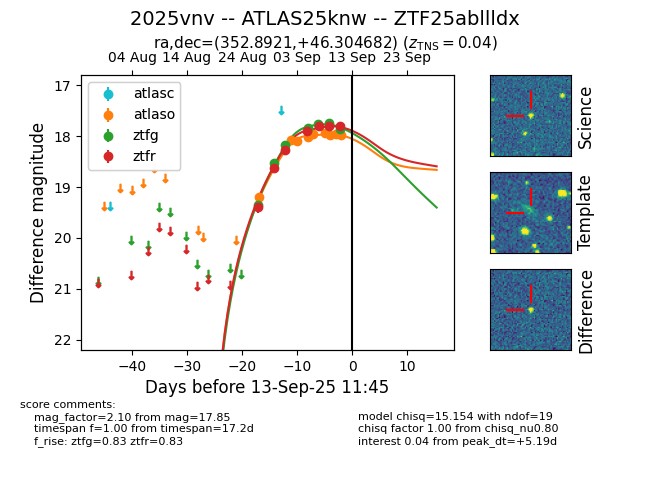 2025vnv -- ATLAS25knw -- ZTF25abllldx
ra,dec=(352.8921,+46.304682) (z_TNS = 0.04)
04 Aug 14 Aug 24 Aug 03 Sep 13 Sep 23 Sep
17
18
19
20
21
22
Difference magnitude
atlasc
atlaso
ztfg
ztfr
−40 −30 −20 −10 0 10
Days before 13-Sep-25 11:45
Science
Template
Difference
score comments:
mag_factor=2.10 from mag=17.85
timespan f=1.00 from timespan=17.2d
f_rise: ztfg=0.83 ztfr=0.83
model chisq=15.154 with ndof=19
chisq factor 1.00 from chisq_nu0.80
interest 0.04 from peak_dt=+5.19d